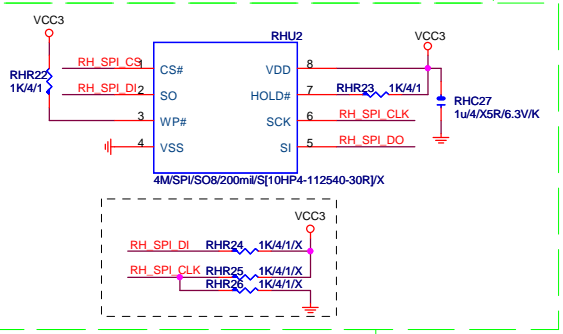 VCC3
RHU2
VCC3
RH_SPI_CS 1 CS# VDD 8
RHR22
1K/4/1
RH_SPI_DI 2 SO HOLD# 7 RHR23 1K/4/1
RHC27
1u/4/X5R/6.3V/K
3 WP# SCK 6 RH_SPI_CLK
4 VSS SI 5 RH_SPI_DO
4M/SPI/SO8/200mil/S[10HP4-112540-30R]/X
VCC3
RH_SPI_DI RHR24 1K/4/1/X
RH_SPI_CLK RHR25 1K/4/1/X
RHR26 1K/4/1/X